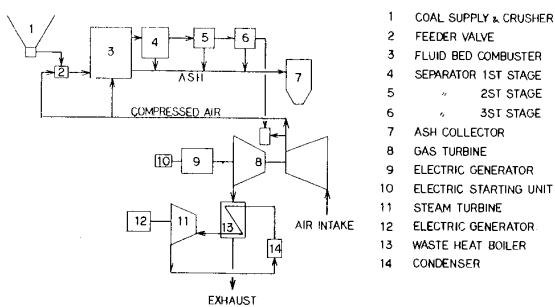 1
2
3
4
5
6
7
ASH
COMPRESSED AIR
10
9
8
12
11
13
14
AIR INTAKE
EXHAUST
1 COAL SUPPLY & CRUSHER
2 FEEDER VALVE
3 FLUID BED COMBUSTER
4 SEPARATOR 1ST STAGE
5 " 2ST STAGE
6 " 3ST STAGE
7 ASH COLLECTOR
8 GAS TURBINE
9 ELECTRIC GENERATOR
10 ELECTRIC STARTING UNIT
11 STEAM TURBINE
12 ELECTRIC GENERATOR
13 WASTE HEAT BOILER
14 CONDENSER